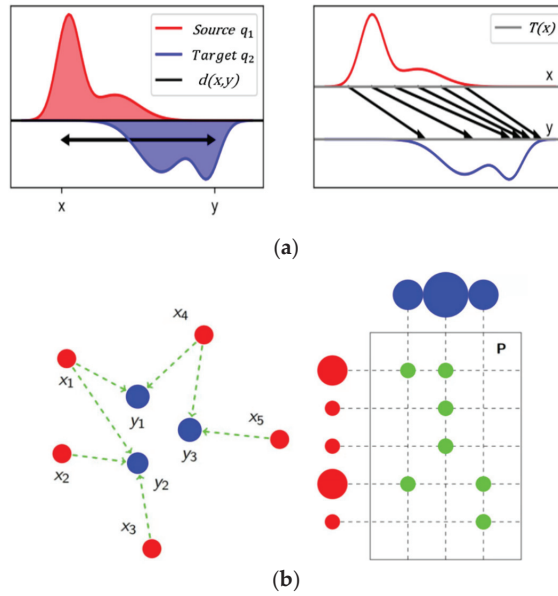 Source q₁
Target q₂
d(x,y)
x
y
T(x)
x
y
(a)
x₁
x₂
x₃
x₄
x₅
y₁
y₂
y₃
P
(b)